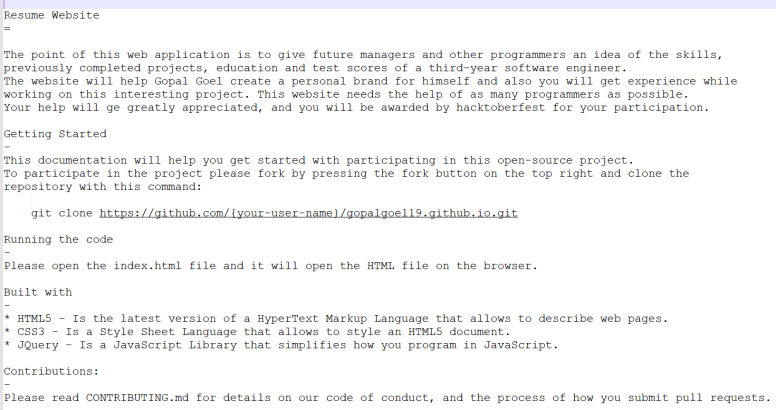 Resume Website
=
The point of this web application is to give future managers and other programmers an idea of the skills,
previously completed projects, education and test scores of a third-year software engineer.
The website will help Gopal Goel create a personal brand for himself and also you will get experience while
working on this interesting project. This website needs the help of as many programmers as possible.
Your help will ge greatly appreciated, and you will be awarded by hacktoberfest for your participation.
Getting Started
-
This documentation will help you get started with participating in this open-source project.
To participate in the project please fork by pressing the fork button on the top right and clone the
repository with this command:
git clone https://github.com/{your-user-name}/gopalgoel19.github.io.git
Running the code
-
Please open the index.html file and it will open the HTML file on the browser.
Built with
-
* HTML5 - Is the latest version of a HyperText Markup Language that allows to describe web pages.
* CSS3 - Is a Style Sheet Language that allows to style an HTML5 document.
* JQuery - Is a JavaScript Library that simplifies how you program in JavaScript.
Contributions:
-
Please read CONTRIBUTING.md for details on our code of conduct, and the process of how you submit pull requests.